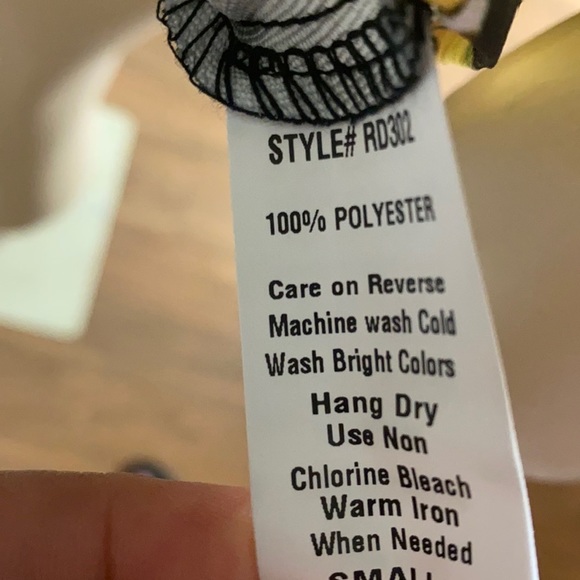 STYLE# RD302
100% POLYESTER
Care on Reverse
Machine wash Cold
Wash Bright Colors
Hang Dry
Use Non
Chlorine Bleach
Warm Iron
When Needed
SMALL